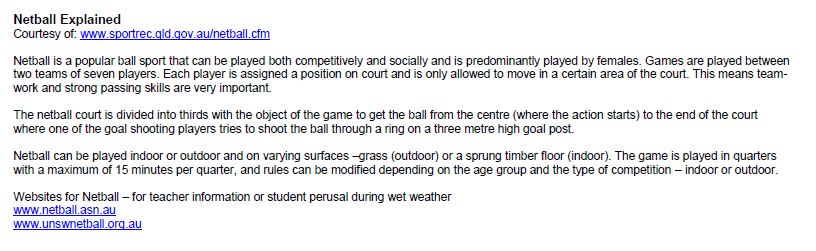 Netball Explained
Courtesy of: www.sportrec.qld.gov.au/netball.cfm
Netball is a popular ball sport that can be played both competitively and socially and is predominantly played by females. Games are played between
two teams of seven players. Each player is assigned a position on court and is only allowed to move in a certain area of the court. This means team-
work and strong passing skills are very important.
The netball court is divided into thirds with the object of the game to get the ball from the centre (where the action starts) to the end of the court
where one of the goal shooting players tries to shoot the ball through a ring on a three metre high goal post.
Netball can be played indoor or outdoor and on varying surfaces –grass (outdoor) or a sprung timber floor (indoor). The game is played in quarters
with a maximum of 15 minutes per quarter, and rules can be modified depending on the age group and the type of competition – indoor or outdoor.
Websites for Netball – for teacher information or student perusal during wet weather
www.netball.asn.au
www.unswnetball.org.au